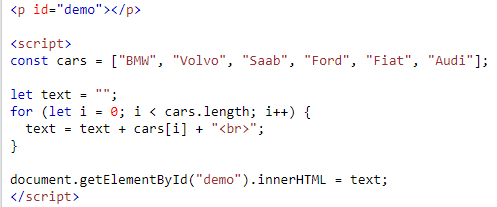 <p id="demo"></p>
<script>
const cars = ["BMW", "Volvo", "Saab", "Ford", "Fiat", "Audi"];
let text = "";
for (let i = 0; i < cars.length; i++) {
  text = text + cars[i] + "<br>";
}
document.getElementById("demo").innerHTML = text;
</script>